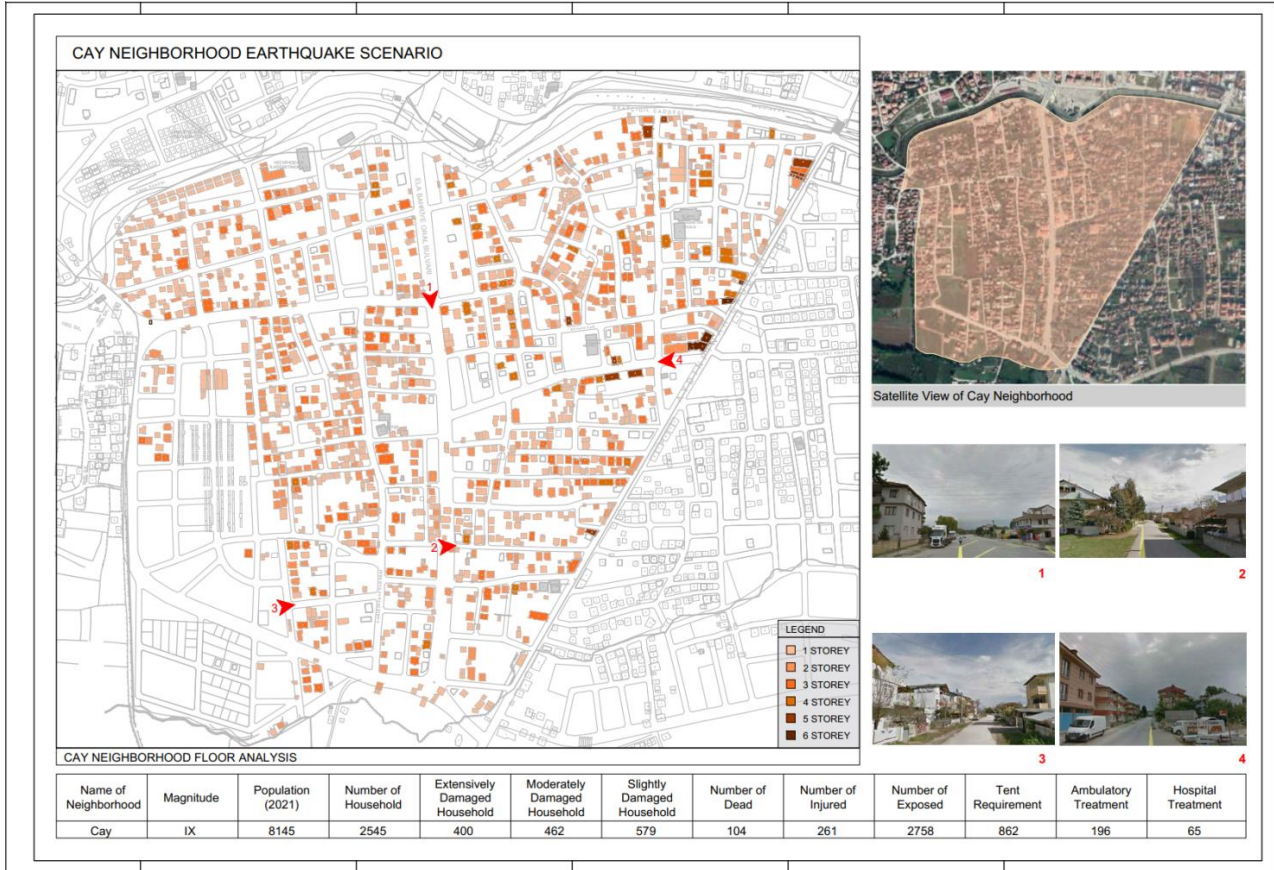 CAY NEIGHBORHOOD EARTHQUAKE SCENARIO
1
4
2
3
LEGEND
1 STOREY
2 STOREY
3 STOREY
4 STOREY
5 STOREY
6 STOREY
CAY NEIGHBORHOOD FLOOR ANALYSIS
Satellite View of Cay Neighborhood
1
2
3
4
Name of Neighborhood	Magnitude	Population (2021)	Number of Household	Extensively Damaged Household	Moderately Damaged Household	Slightly Damaged Household	Number of Dead	Number of Injured	Number of Exposed	Tent Requirement	Ambulatory Treatment	Hospital Treatment
Cay	IX	8145	2545	400	462	579	104	261	2758	862	196	65